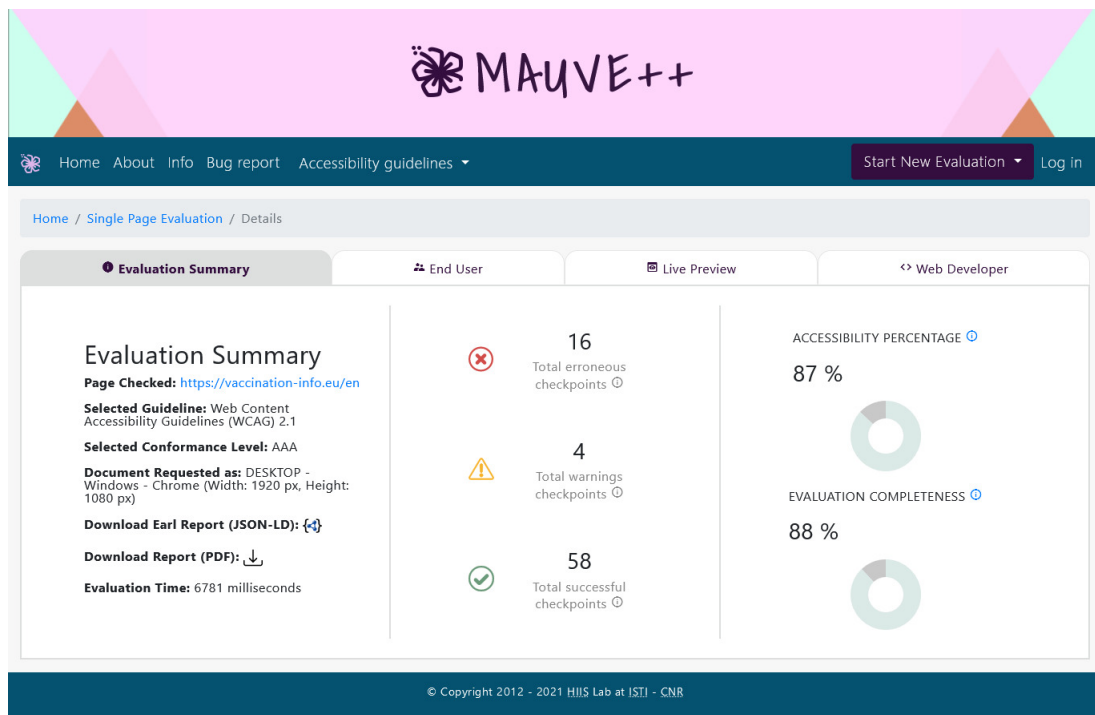 MAUVE++
Home About Info Bug report Accessibility guidelines
Start New Evaluation Log in
Home / Single Page Evaluation / Details
Evaluation Summary
End User
Live Preview
<> Web Developer
Evaluation Summary
Page Checked: https://vaccination-info.eu/en
Selected Guideline: Web Content
Accessibility Guidelines (WCAG) 2.1
Selected Conformance Level: AAA
Document Requested as: DESKTOP -
Windows - Chrome (Width: 1920 px, Height:
1080 px)
Download Earl Report (JSON-LD):
Download Report (PDF):
Evaluation Time: 6781 milliseconds
16
Total erroneous
checkpoints
4
Total warnings
checkpoints
58
Total successful
checkpoints
ACCESSIBILITY PERCENTAGE
87 %
EVALUATION COMPLETENESS
88 %
© Copyright 2012 - 2021 HIIS Lab at ISTI - CNR